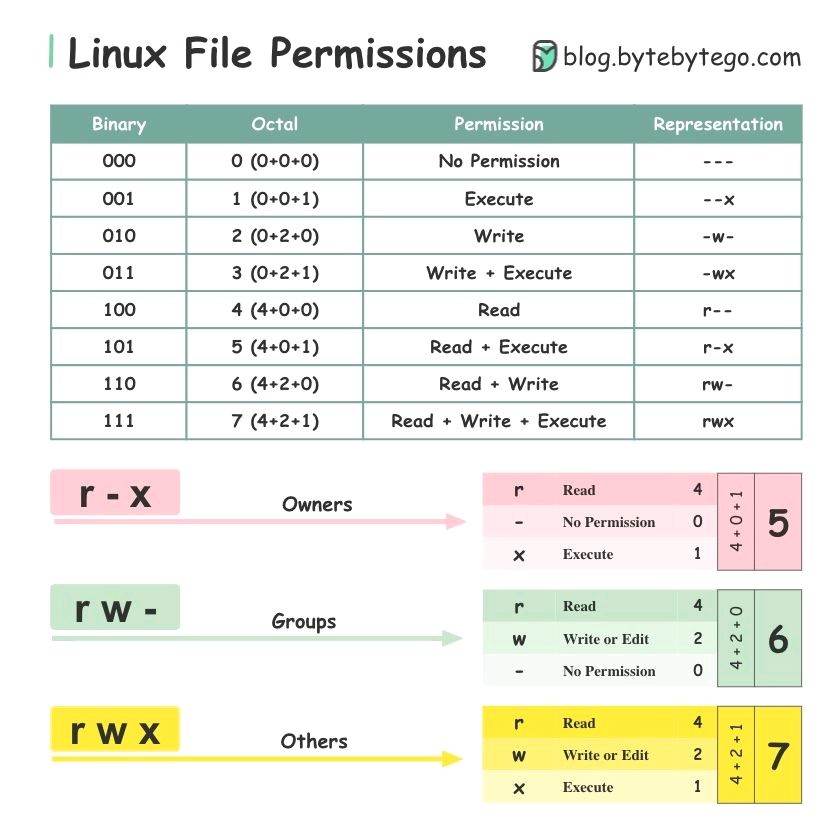 Linux File Permissions
blog.bytebytego.com
Binary Octal Permission Representation
000 0 (0+0+0) No Permission ---
001 1 (0+0+1) Execute --x
010 2 (0+2+0) Write -w-
011 3 (0+2+1) Write + Execute -wx
100 4 (4+0+0) Read r--
101 5 (4+0+1) Read + Execute r-x
110 6 (4+2+0) Read + Write rw-
111 7 (4+2+1) Read + Write + Execute rwx
r - x
Owners
r Read 4
- No Permission 0
x Execute 1
4+0+1
5
r w -
Groups
r Read 4
w Write or Edit 2
- No Permission 0
4+2+0
6
r w x
Others
r Read 4
w Write or Edit 2
x Execute 1
4+2+1
7